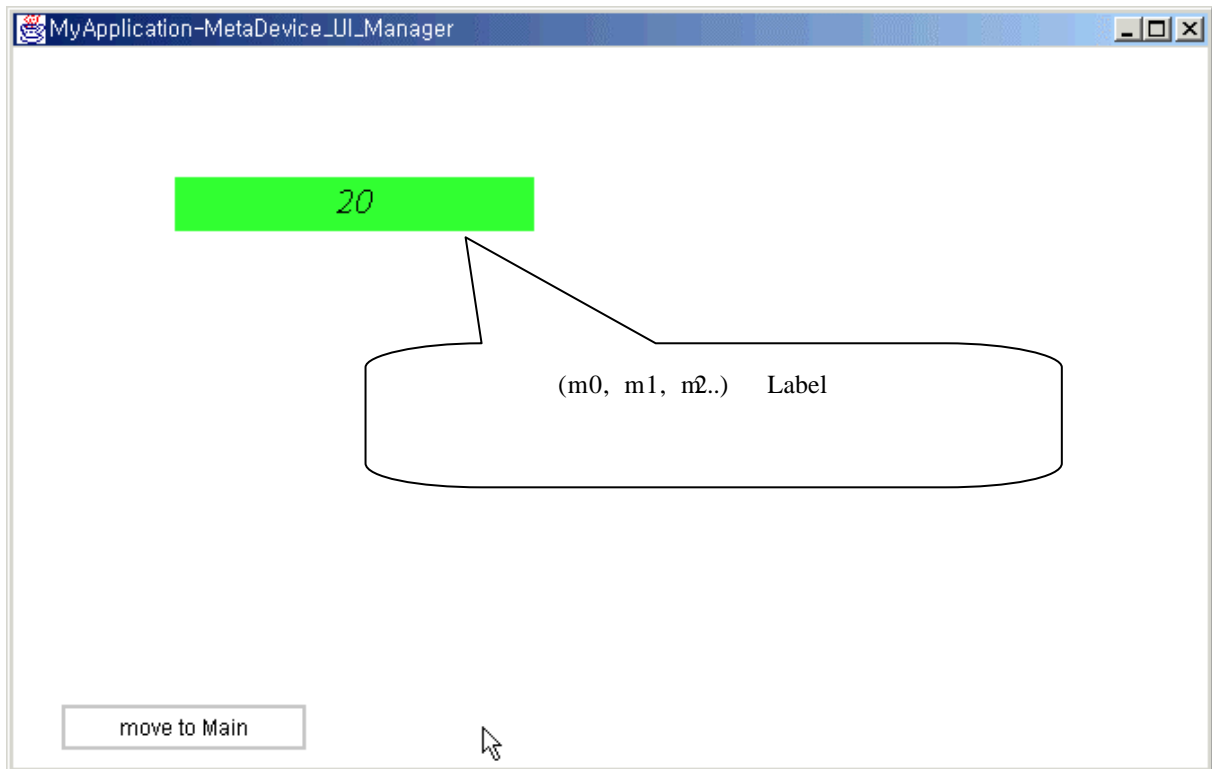 MyApplication-MetaDevice_UI_Manager
20
(m0, m1, m2..) Label
move to Main